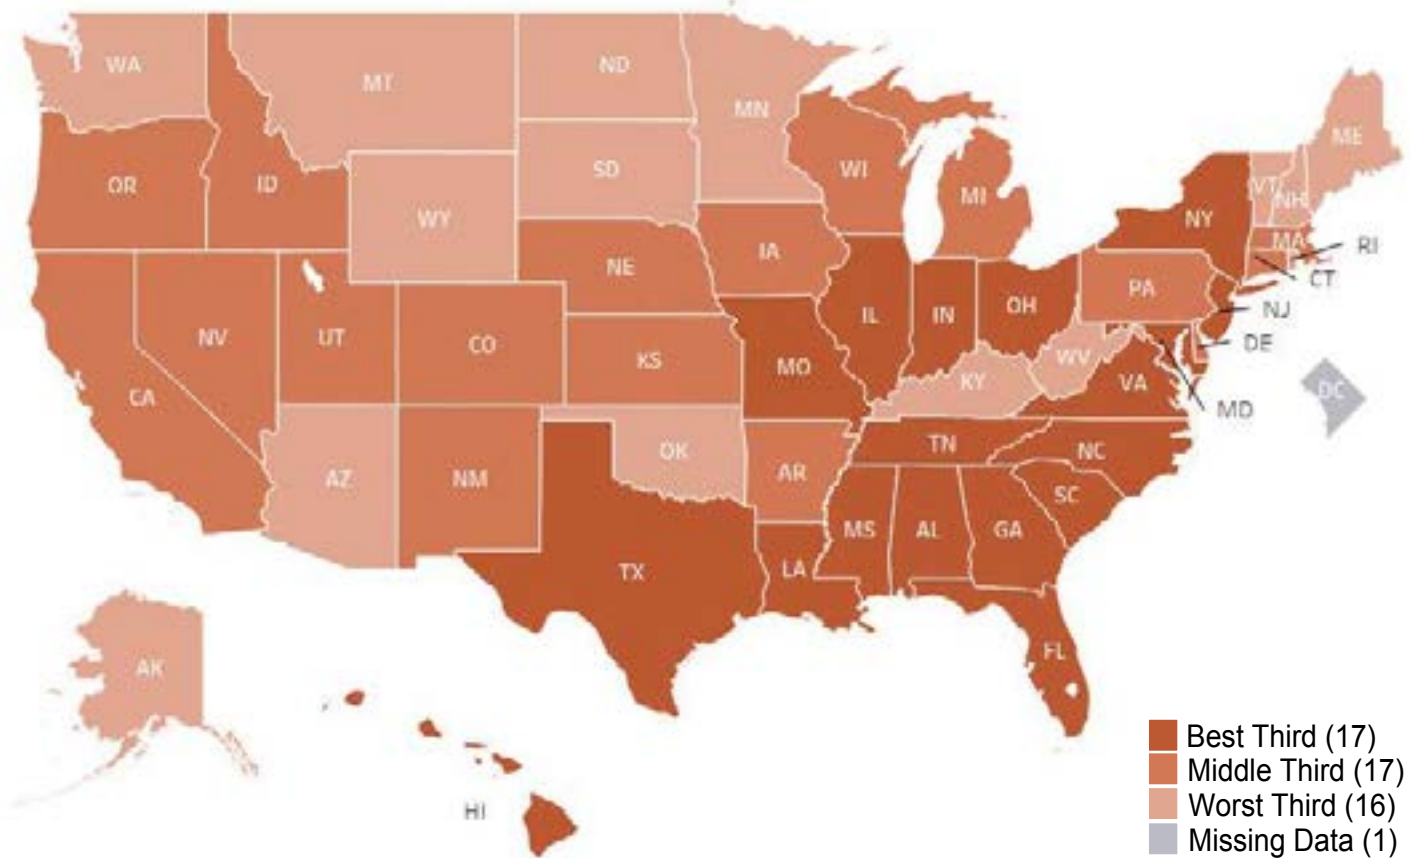 WA
MT
ND
MN
ME
OR
ID
SD
WI
MI
VT
NH
WY
NY
MA
RI
NE
IA
CT
PA
NJ
NV
UT
CO
IL
IN
OH
DE
KS
MO
WV
VA
KY
CA
MD
DC
AZ
NM
OK
AR
TN
NC
SC
MS
AL
GA
TX
LA
FL
AK
HI
Best Third (17)
Middle Third (17)
Worst Third (16)
Missing Data (1)